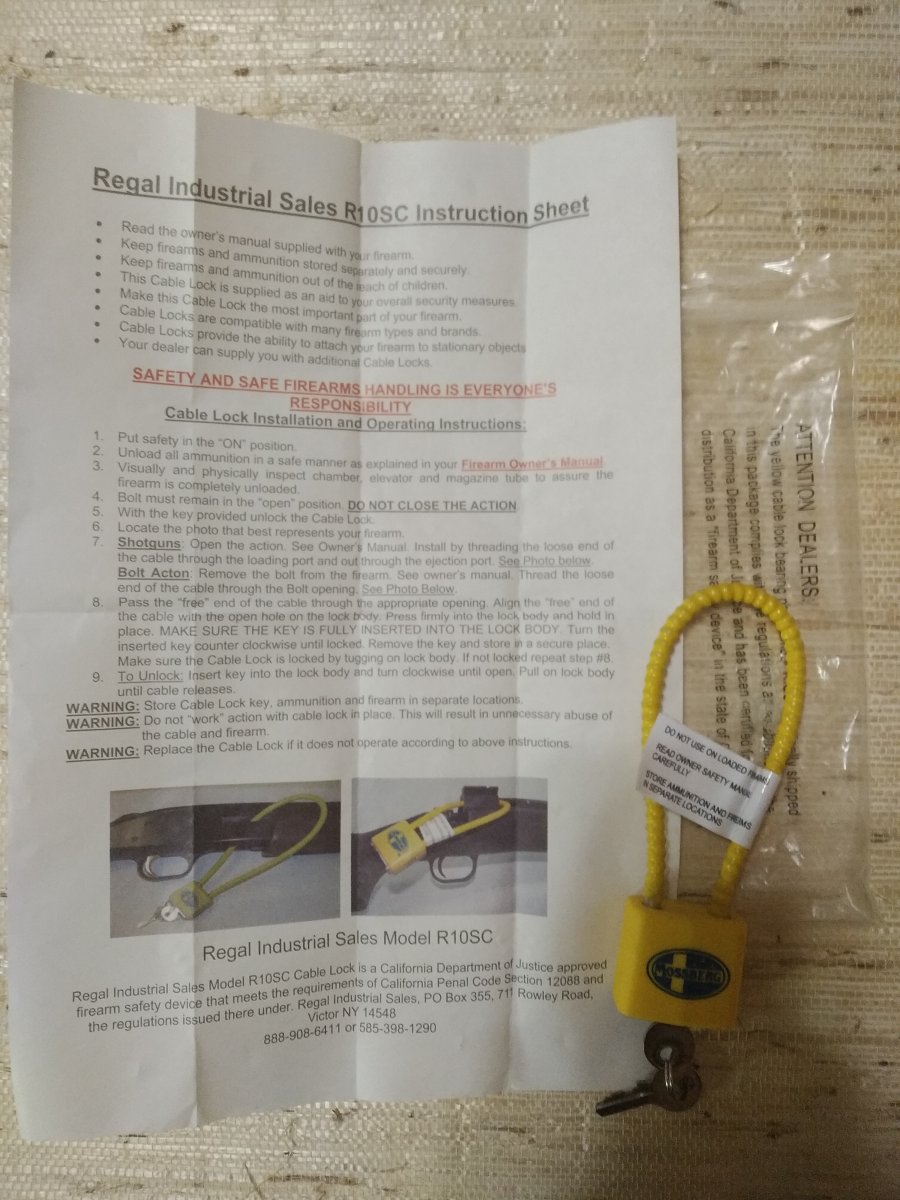 Regal Industrial Sales R10SC Instruction Sheet
• Read the owner's manual supplied with your firearm.
• Keep firearms and ammunition stored separately and securely.
• Keep firearms and ammunition out of the reach of children.
• This Cable Lock is supplied as an aid to your overall security measures
• Make this Cable Lock the most important part of your firearm.
• Cable Locks are compatible with many firearm types and brands.
• Cable Locks provide the ability to attach your firearm to stationary objects
• Your dealer can supply you with additional Cable Locks.
SAFETY AND SAFE FIREARMS HANDLING IS EVERYONE'S
RESPONSIBILITY
Cable Lock Installation and Operating Instructions:
1. Put safety in the "ON" position.
2. Unload all ammunition in a safe manner as explained in your Firearm Owner's Manual.
3. Visually and physically inspect chamber, elevator and magazine tube to assure the
firearm is completely unloaded.
4. Bolt must remain in the "open" position. DO NOT CLOSE THE ACTION
5. With the key provided unlock the Cable Lock.
6. Locate the photo that best represents your firearm.
7. Shotguns: Open the action. See Owner's Manual. Install by threading the loose end of
the cable through the loading port and out through the ejection port. See Photo below.
Bolt Acton: Remove the bolt from the firearm. See owner's manual. Thread the loose
end of the cable through the Bolt opening. See Photo Below.
8. Pass the "free" end of the cable through the appropriate opening. Align the "free" end of
the cable with the open hole on the lock body. Press firmly into the lock body and hold in
place. MAKE SURE THE KEY IS FULLY INSERTED INTO THE LOCK BODY. Turn the
inserted key counter clockwise until locked. Remove the key and store in a secure place.
Make sure the Cable Lock is locked by tugging on lock body. If not locked repeat step #8.
9. To Unlock: Insert key into the lock body and turn clockwise until open. Pull on lock body
until cable releases.
WARNING: Store Cable Lock key, ammunition and firearm in separate locations.
WARNING: Do not "work" action with cable lock in place. This will result in unnecessary abuse of
the cable and firearm.
WARNING: Replace the Cable Lock if it does not operate according to above instructions.
Regal Industrial Sales Model R10SC
Regal Industrial Sales Model R10SC Cable Lock is a California Department of Justice approved
firearm safety device that meets the requirements of California Penal Code Section 12088 and
the regulations issued there under. Regal Industrial Sales, PO Box 355, 711 Rowley Road,
Victor NY 14548
888-908-6411 or 585-398-1290
ATTENTION DEALERS:
The yellow cable lock bearing shipped
in this package complies regulations
California Department of and has been certified
distribution as a "firearm device" in the state of
DO NOT USE ON LOADED
READ OWNER SAFETY MANUAL
CAREFULLY
STORE AMMUNITION AND FREIMS
IN SEPARATE LOCATIONS
MOSSBERG